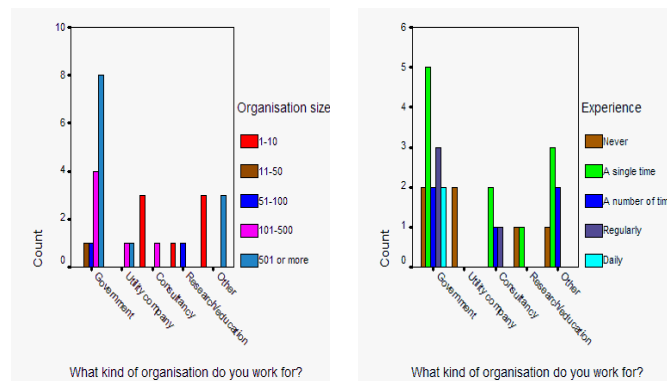 10
8
6
4
2
0
Count
Government
Utility company
Consultancy
Research/education
Other
What kind of organisation do you work for?
Organisation size
1-10
11-50
51-100
101-500
501 or more
6
5
4
3
2
1
0
Count
Government
Utility company
Consultancy
Research/education
Other
What kind of organisation do you work for?
Experience
Never
A single time
A number of tim
Regularly
Daily